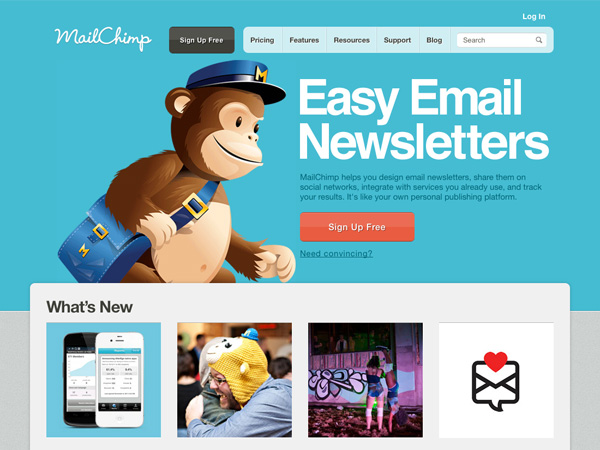 Log In
MailChimp
Sign Up Free
Pricing
Features
Resources
Support
Blog
Search
M
Easy Email
Newsletters
MailChimp helps you design email newsletters, share them on
social networks, integrate with services you already use, and track
your results. It's like your own personal publishing platform.
M
Sign Up Free
Need convincing?
What's New